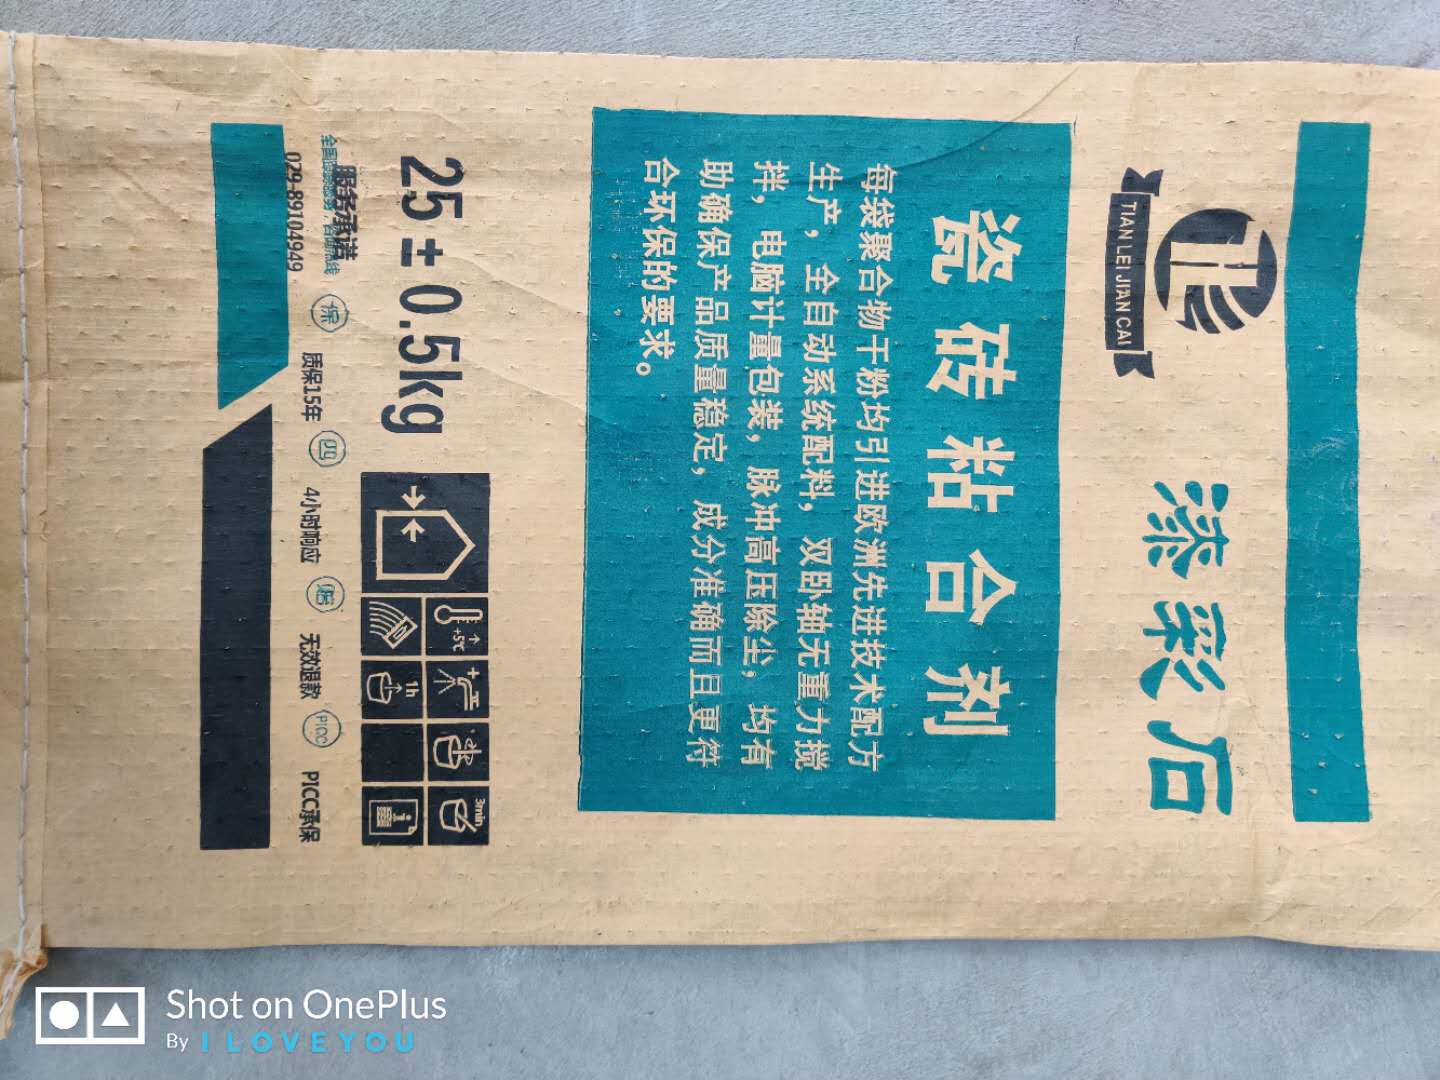 TIAN LEI JIAN CAI
漆彩石
瓷砖粘合剂
每袋聚合物干粉均引进欧洲先进技术配方
生产，全自动系统配料，双卧轴无重力搅
拌，电脑计量包装，脉冲高压除尘，均有
助确保产品质量稳定，成分准确而且更符
合环保的要求。
25 ± 0.5kg
+5℃
1h
3min
服务承诺
029-89104949
保
质保15年
四
4小时响应
赔
无效退款
PICC
PICC承保
Shot on OnePlus
By I LOVE YOU